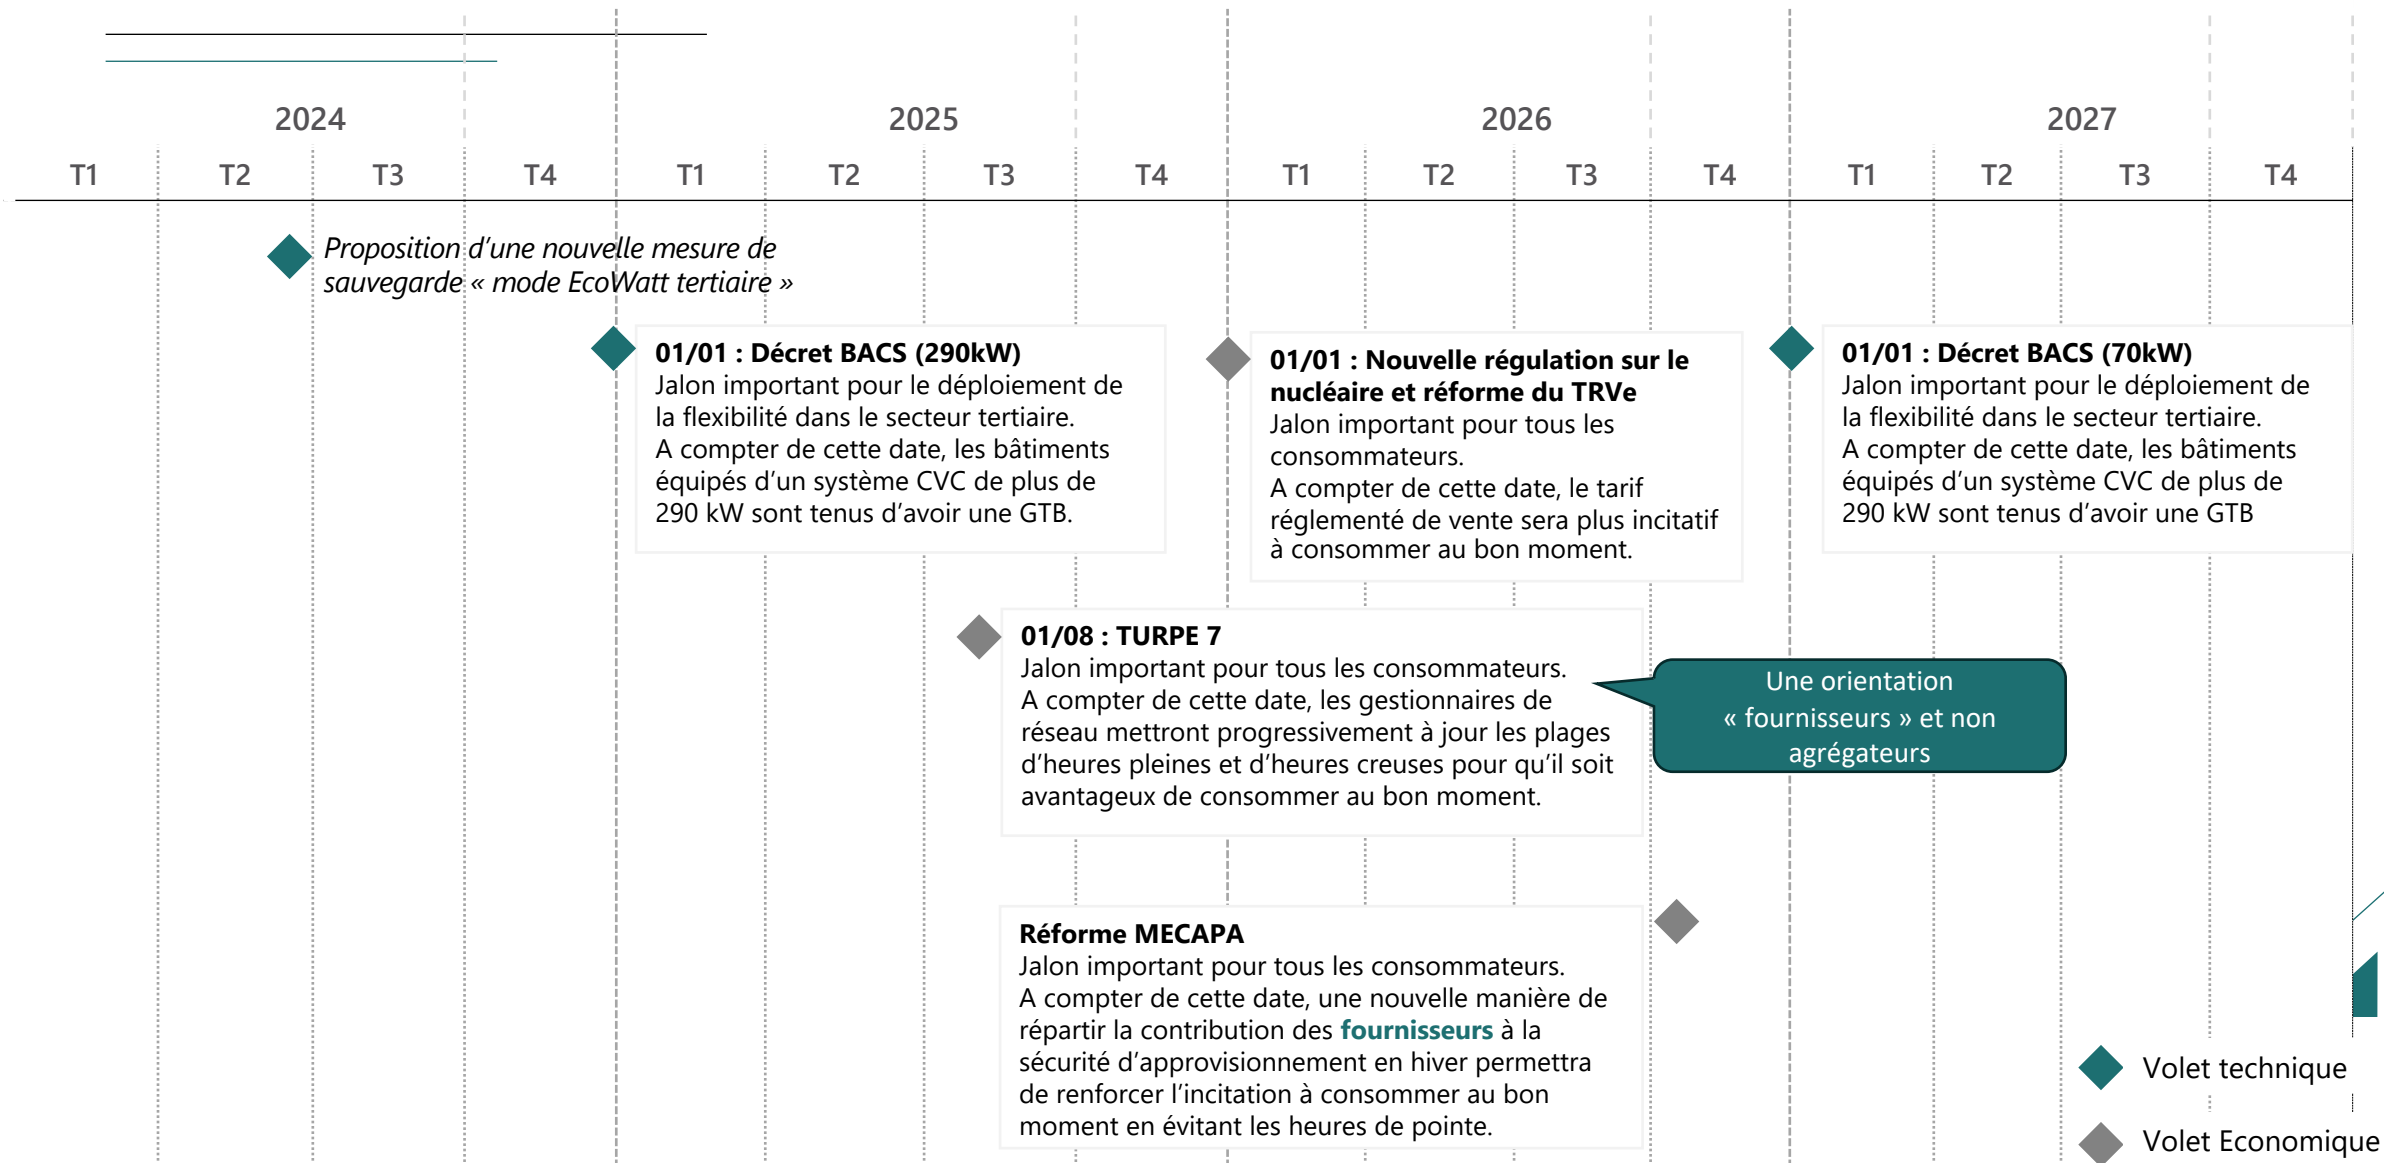 2024
2025
2026
2027
T1
T2
T3
T4
T1
T2
T3
T4
T1
T2
T3
T4
T1
T2
T3
T4
Proposition d’une nouvelle mesure de
sauvegarde « mode EcoWatt tertiaire »
01/01 : Décret BACS (290kW)
Jalon important pour le déploiement de
la flexibilité dans le secteur tertiaire.
A compter de cette date, les bâtiments
équipés d’un système CVC de plus de
290 kW sont tenus d’avoir une GTB.
01/01 : Nouvelle régulation sur le
nucléaire et réforme du TRVe
Jalon important pour tous les
consommateurs.
A compter de cette date, le tarif
réglementé de vente sera plus incitatif
à consommer au bon moment.
01/01 : Décret BACS (70kW)
Jalon important pour le déploiement de
la flexibilité dans le secteur tertiaire.
A compter de cette date, les bâtiments
équipés d’un système CVC de plus de
290 kW sont tenus d’avoir une GTB
01/08 : TURPE 7
Jalon important pour tous les consommateurs.
A compter de cette date, les gestionnaires de
réseau mettront progressivement à jour les plages
d’heures pleines et d’heures creuses pour qu’il soit
avantageux de consommer au bon moment.
Une orientation
« fournisseurs » et non
agrégateurs
Réforme MECAPA
Jalon important pour tous les consommateurs.
A compter de cette date, une nouvelle manière de
répartir la contribution des fournisseurs à la
sécurité d’approvisionnement en hiver permettra
de renforcer l’incitation à consommer au bon
moment en évitant les heures de pointe.
Volet technique
Volet Economique